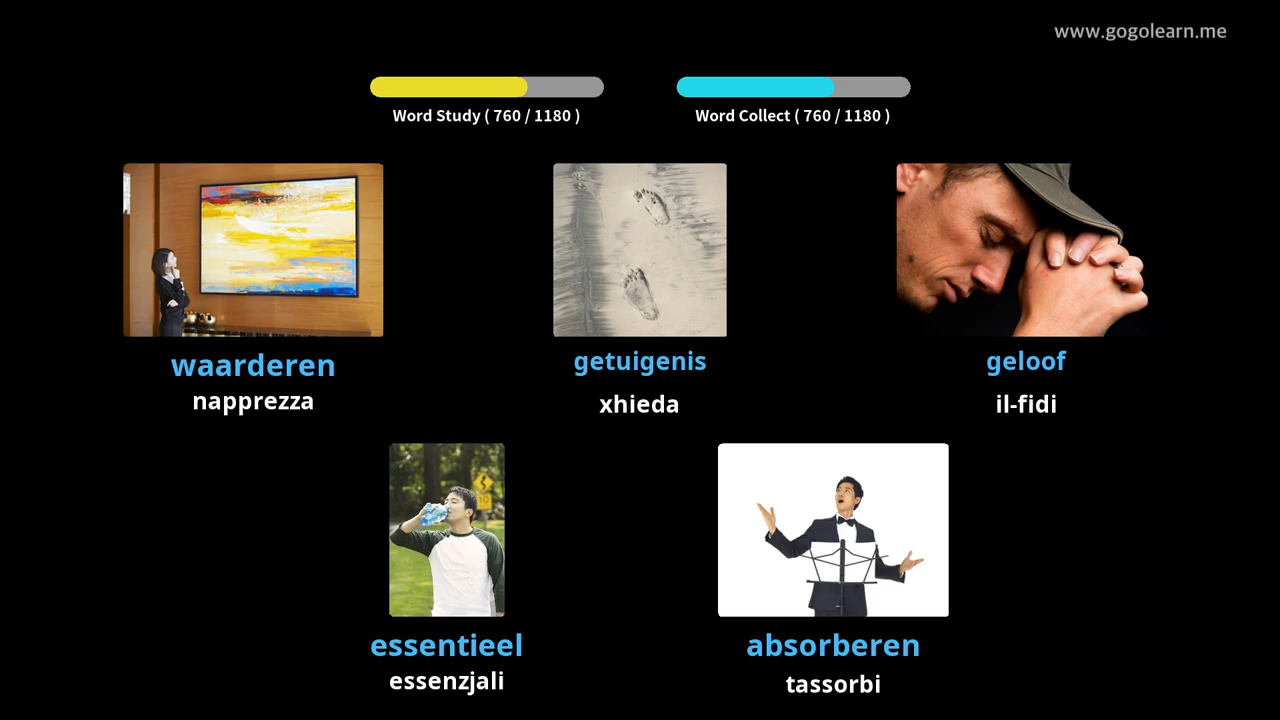 www.gogolearn.me
Word Study ( 760 / 1180 )
Word Collect ( 760 / 1180 )
waarderen
napprezza
getuigenis
xhieda
geloof
il-fidi
essentieel
essenzjali
absorberen
tassorbi